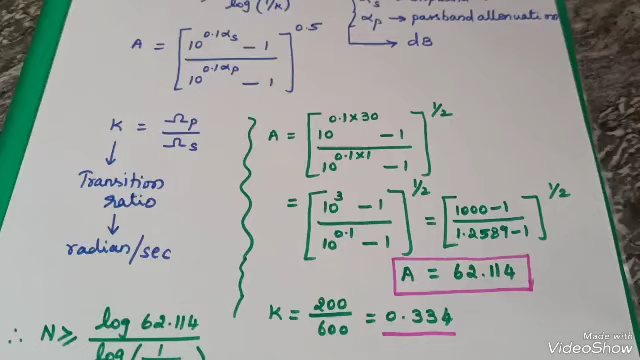 log (1/k)
αp → passband attenuation
dB
A = [ 10^0.1αs - 1 / 10^0.1αp - 1 ]^0.5
K = Ωp / Ωs
Transition
ratio
radian/sec
A = [ 10^0.1×30 - 1 / 10^0.1×1 - 1 ]^1/2
= [ 10^3 - 1 / 10^0.1 - 1 ]^1/2 = [ 1000-1 / 1.2589-1 ]^1/2
A = 62.114
K = 200 / 600 = 0.334
∴ N ≥ log 62.114 / log ( 1
Made with
VideoShow